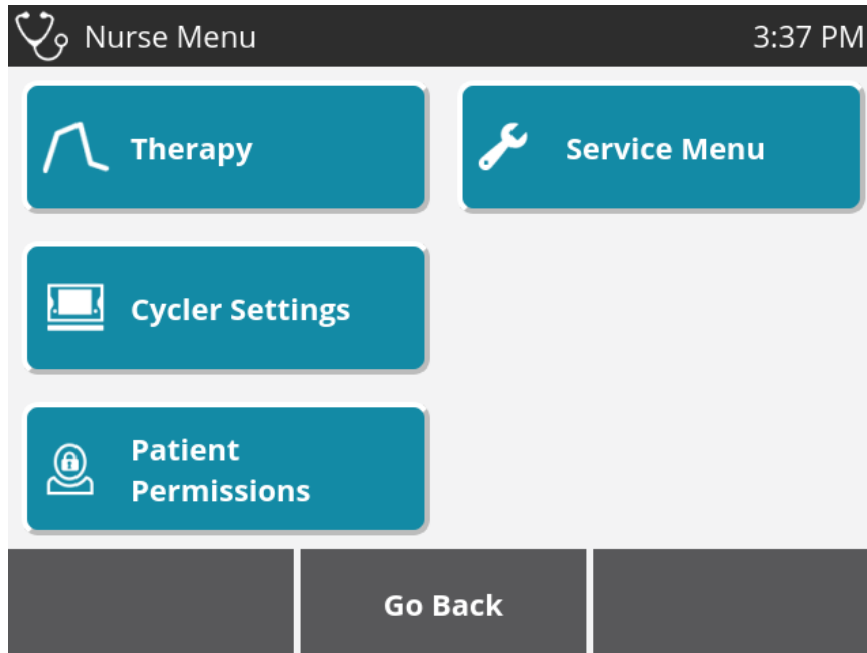 Nurse Menu
3:37 PM
Therapy
Service Menu
Cycler Settings
Patient
Permissions
Go Back